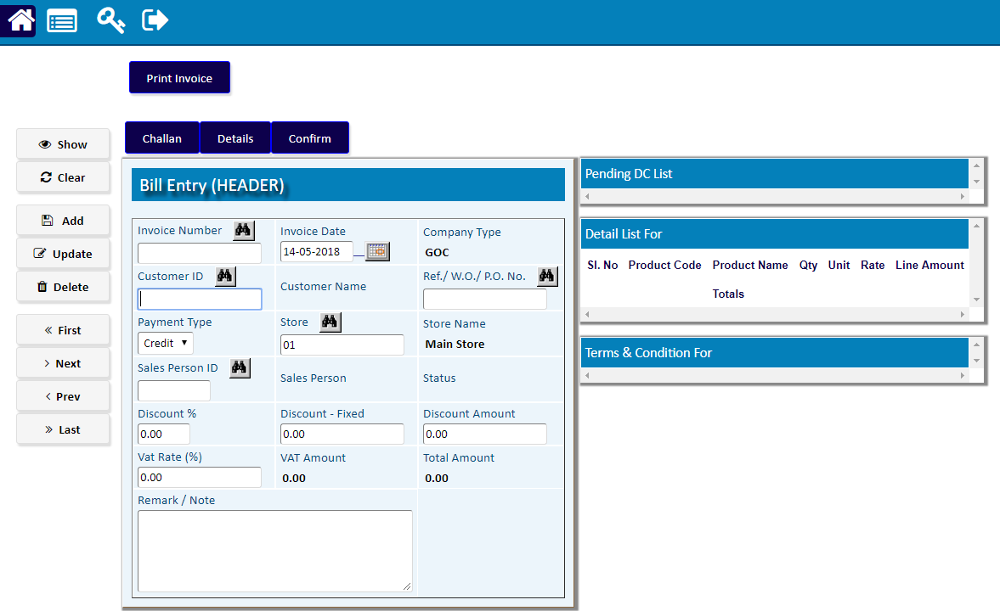 Print Invoice
Challan Details Confirm
Show
Clear
Add
Update
Delete
« First
> Next
< Prev
» Last
Bill Entry (HEADER)
Invoice Number Invoice Date Company Type
14-05-2018 GOC
Customer ID Customer Name Ref./ W.O./ P.O. No.
Payment Type Store Store Name
Credit 01 Main Store
Sales Person ID Sales Person Status
Discount % Discount - Fixed Discount Amount
0.00 0.00 0.00
Vat Rate (%) VAT Amount Total Amount
0.00 0.00 0.00
Remark / Note
Pending DC List
Detail List For
Sl. No Product Code Product Name Qty Unit Rate Line Amount
Totals
Terms & Condition For